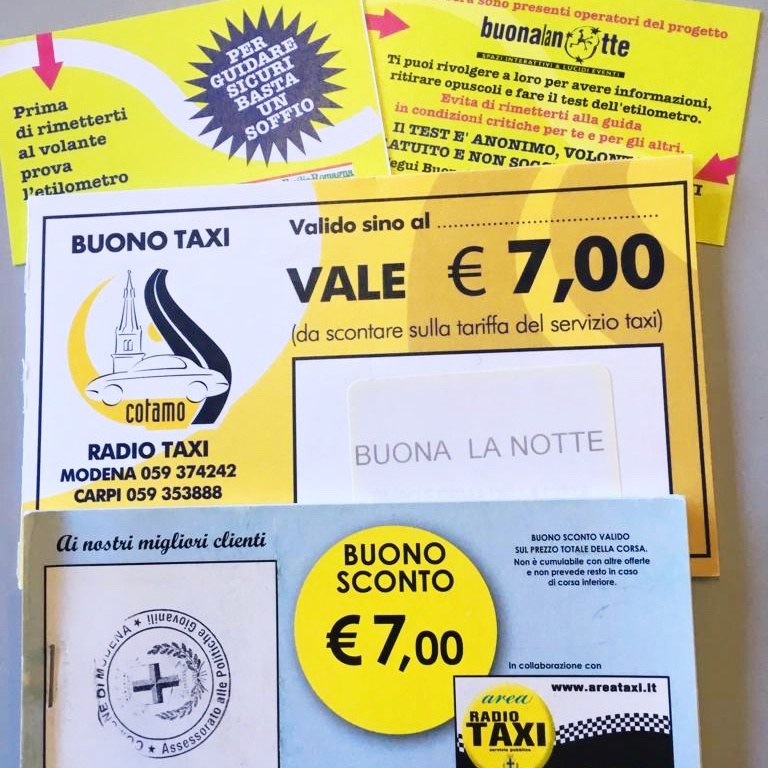 Prima
di rimetterti
al volante
prova
l'etilometro
PER
GUIDARE
SICURI
BASTA
UN
SOFFIO
sono presenti operatori del progetto
buonalanotte
SPAZI INTERATTIVI A LUCIDI EVENTI
Ti puoi rivolgere a loro per avere informazioni,
ritirare opuscoli e fare il test dell'etilometro.
Evita di rimetterti alla guida
in condizioni critiche per te e per gli altri.
Il TEST E' ANONIMO,
E NON
BUONO TAXI
cotamo
RADIO TAXI
MODENA 059 374242
CARPI 059 353888
Valido sino al ........................................
VALE € 7,00
(da scontare sulla tariffa del servizio taxi)
BUONA LA NOTTE
Ai nostri migliori clienti
COMUNE DI MODENA ★ Assessorato alle Politiche Giovanili ★
BUONO
SCONTO
€ 7,00
BUONO SCONTO VALIDO
SUL PREZZO TOTALE DELLA CORSA.
Non è cumulabile con altre offerte
e non prevede resto in caso
di corsa inferiore.
In collaborazione con
www.areataxi.it
area
RADIO
TAXI
servizio pubblico